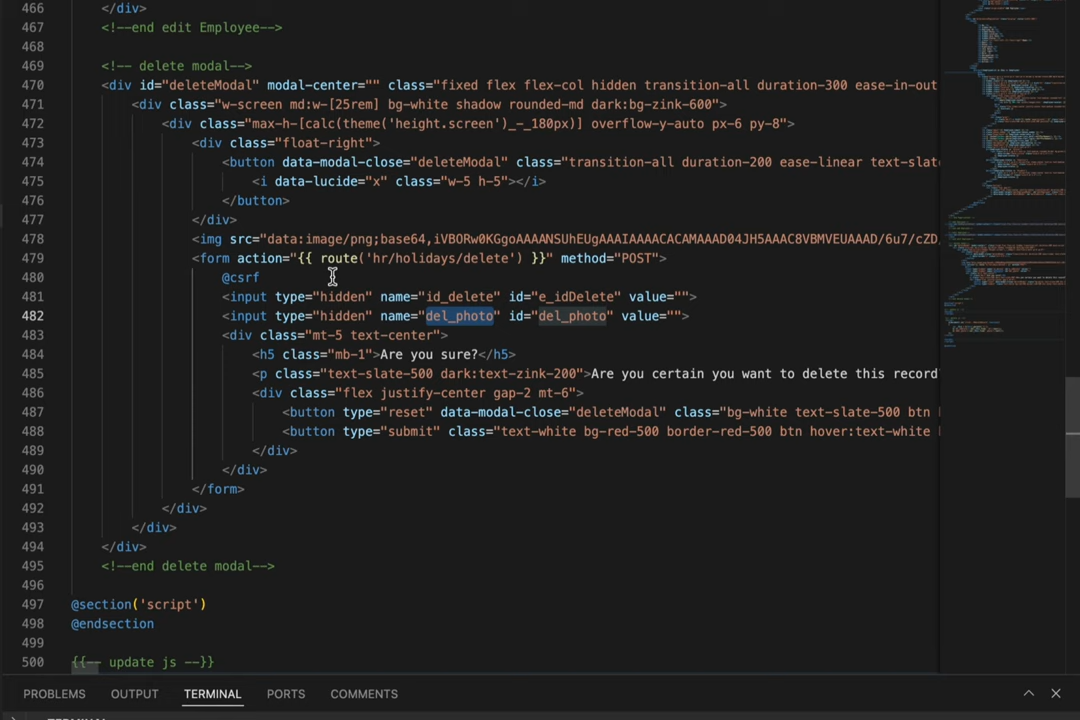 466 </div>
467 <!--end edit Employee-->
468
469 <!-- delete modal-->
470 <div id="deleteModal" modal-center="" class="fixed flex flex-col hidden transition-all duration-300 ease-in-out
471 <div class="w-screen md:w-[25rem] bg-white shadow rounded-md dark:bg-zink-600">
472 <div class="max-h-[calc(theme('height.screen')_-_180px)] overflow-y-auto px-6 py-8">
473 <div class="float-right">
474 <button data-modal-close="deleteModal" class="transition-all duration-200 ease-linear text-slate
475 <i data-lucide="x" class="w-5 h-5"></i>
476 </button>
477 </div>
478 <img src="data:image/png;base64,iVBORw0KGgoAAAANSUhEUgAAAIAAAACACAMAAAD04JH5AAAC8VBMVEUAAAD/6u7/cZD
479 <form action="{{ route('hr/holidays/delete') }}" method="POST">
480 @csrf
481 <input type="hidden" name="id_delete" id="e_idDelete" value="">
482 <input type="hidden" name="del_photo" id="del_photo" value="">
483 <div class="mt-5 text-center">
484 <h5 class="mb-1">Are you sure?</h5>
485 <p class="text-slate-500 dark:text-zink-200">Are you certain you want to delete this record
486 <div class="flex justify-center gap-2 mt-6">
487 <button type="reset" data-modal-close="deleteModal" class="bg-white text-slate-500 btn
488 <button type="submit" class="text-white bg-red-500 border-red-500 btn hover:text-white
489 </div>
490 </div>
491 </form>
492 </div>
493 </div>
494 </div>
495 <!--end delete modal-->
496
497 @section('script')
498 @endsection
499
500 {{-- update js --}}
PROBLEMS OUTPUT TERMINAL PORTS COMMENTS